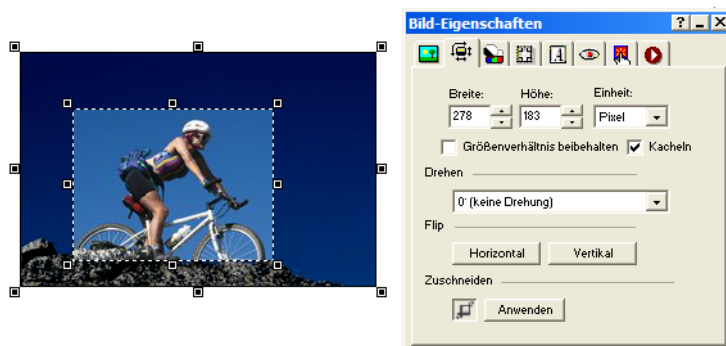 Bild-Eigenschaften
Breite: Höhe: Einheit:
278 183 Pixel
Größenverhältnis beibehalten Kacheln
Drehen
0° (keine Drehung)
Flip
Horizontal Vertikal
Zuschneiden
Anwenden